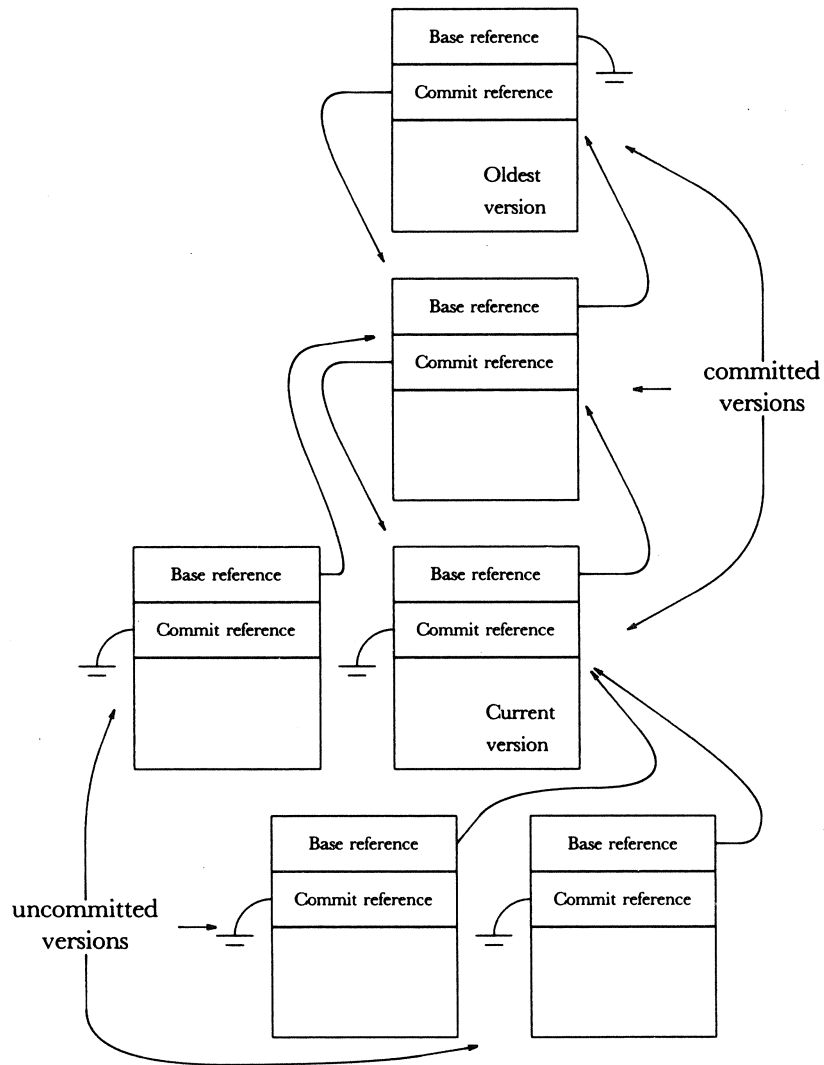 Base reference
Commit reference
Oldest
version
Base reference
Commit reference
committed
versions
Base reference
Commit reference
Base reference
Commit reference
Current
version
Base reference
Commit reference
Base reference
Commit reference
uncommitted
versions